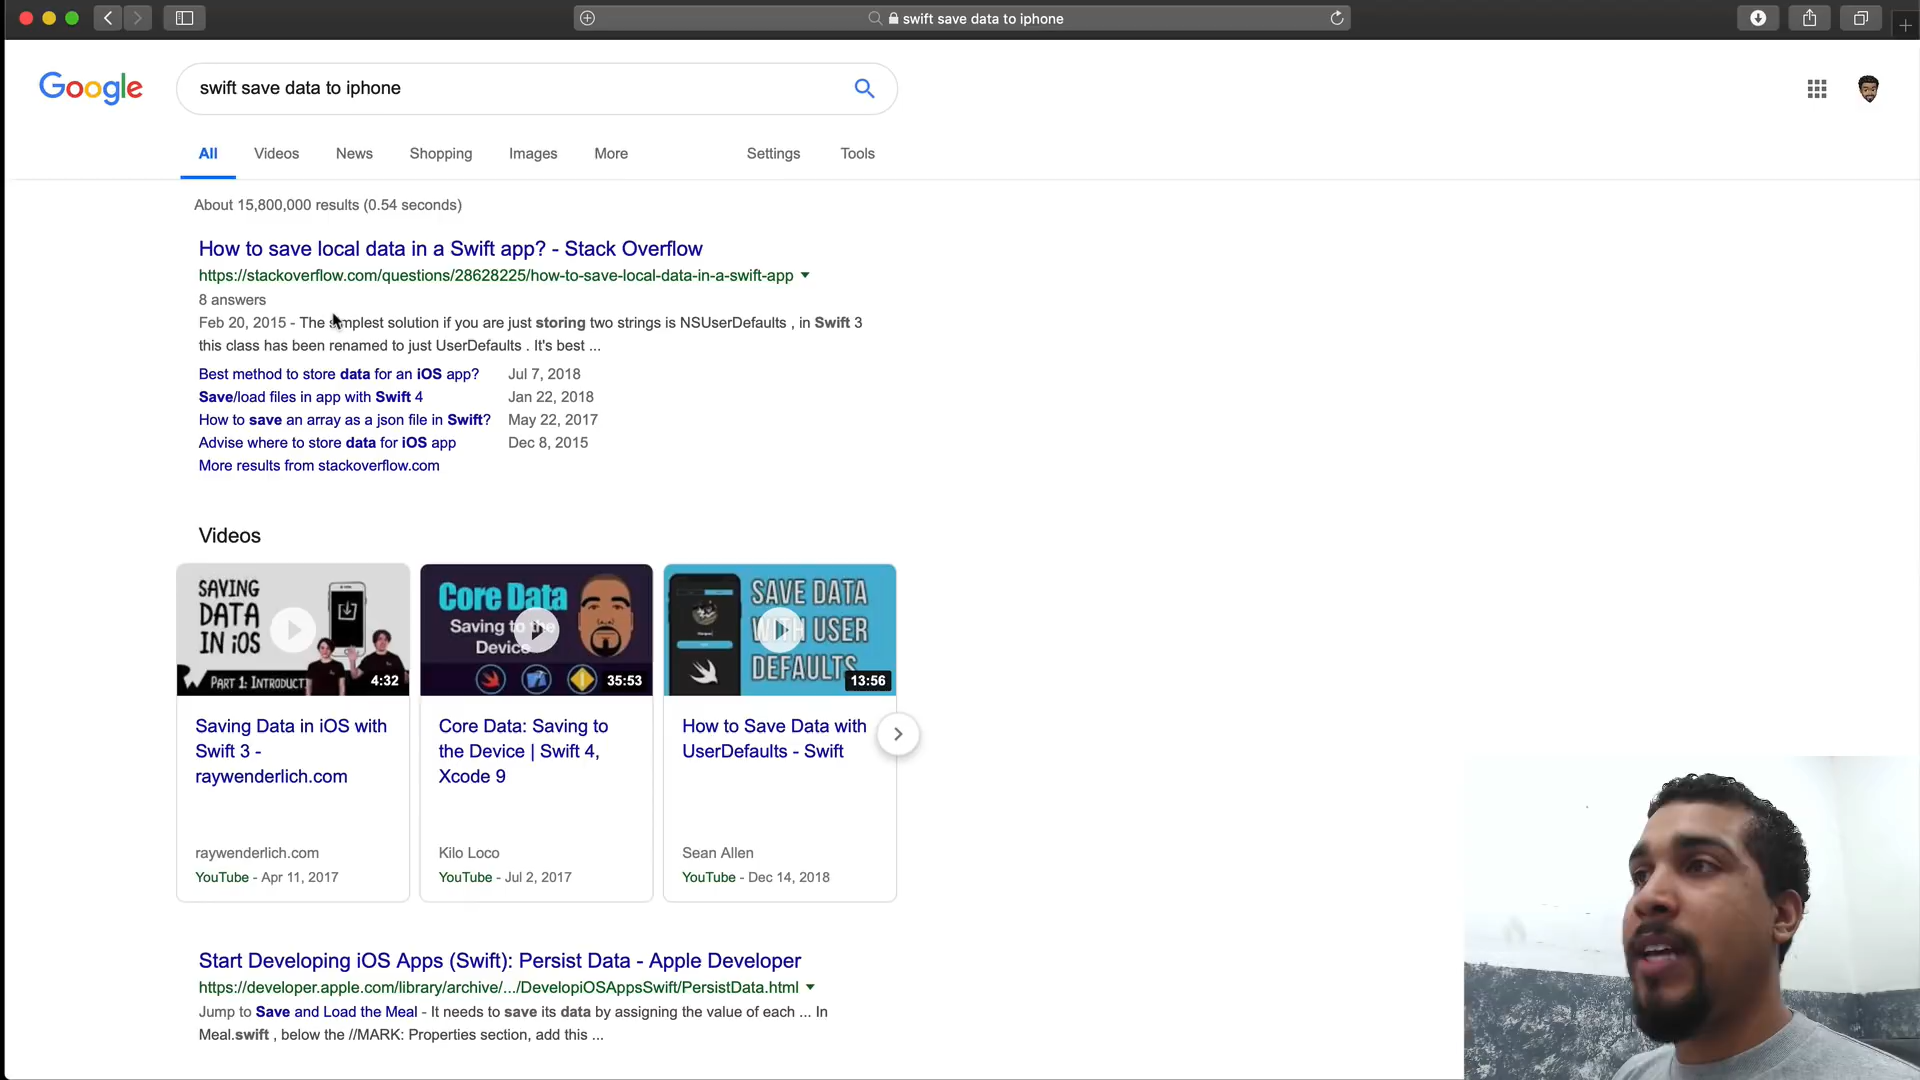 swift save data to iphone
Google
swift save data to iphone
All Videos News Shopping Images More Settings Tools
About 15,800,000 results (0.54 seconds)
How to save local data in a Swift app? - Stack Overflow
https://stackoverflow.com/questions/28628225/how-to-save-local-data-in-a-swift-app
8 answers
Feb 20, 2015 - The simplest solution if you are just storing two strings is NSUserDefaults , in Swift 3
this class has been renamed to just UserDefaults . It's best ...
Best method to store data for an iOS app? Jul 7, 2018
Save/load files in app with Swift 4 Jan 22, 2018
How to save an array as a json file in Swift? May 22, 2017
Advise where to store data for iOS app Dec 8, 2015
More results from stackoverflow.com
Videos
SAVING
DATA
IN iOS
PART 1:
4:32
Core Data
Saving to the
Device
35:53
SAVE DATA
WITH USER
DEFAULTS
13:56
Saving Data in iOS with
Swift 3 -
raywenderlich.com
raywenderlich.com
YouTube - Apr 11, 2017
Core Data: Saving to
the Device | Swift 4,
Xcode 9
Kilo Loco
YouTube - Jul 2, 2017
How to Save Data with
UserDefaults - Swift
Sean Allen
YouTube - Dec 14, 2018
Start Developing iOS Apps (Swift): Persist Data - Apple Developer
https://developer.apple.com/library/archive/.../DevelopiOSAppsSwift/PersistData.html
Jump to Save and Load the Meal - It needs to save its data by assigning the value of each ... In
Meal.swift , below the //MARK: Properties section, add this ...